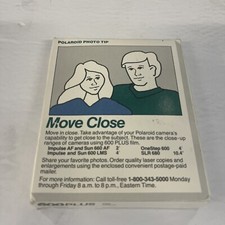 POLAROID PHOTO TIP
Move Close
Move in close. Take advantage of your Polaroid camera's
capability to get close to the subject. These are the close-up
ranges of cameras using 600 PLUS film.
Impulse AF and Sun 660 AF 2' OneStep 600 4'
Impulse and Sun 600 LMS 4' SLR 680 10.4"
Share your favorite photos. Order quality laser copies and
enlargements using the enclosed convenient postage-paid
mailer.
For more information: Call toll-free 1-800-343-5000 Monday
through Friday 8 a.m. to 8 p.m., Eastern Time.